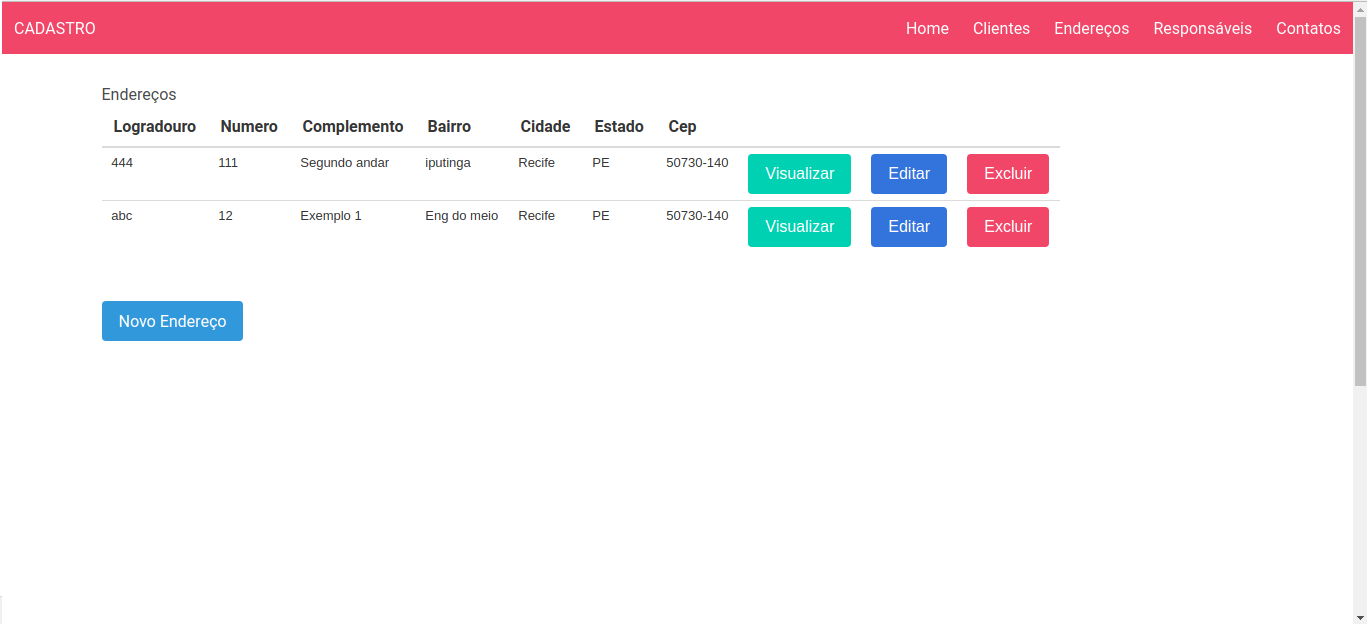 CADASTRO Home Clientes Endereços Responsáveis Contatos
Endereços
Logradouro Numero Complemento Bairro Cidade Estado Cep
444 111 Segundo andar iputinga Recife PE 50730-140 Visualizar Editar Excluir
abc 12 Exemplo 1 Eng do meio Recife PE 50730-140 Visualizar Editar Excluir
Novo Endereço